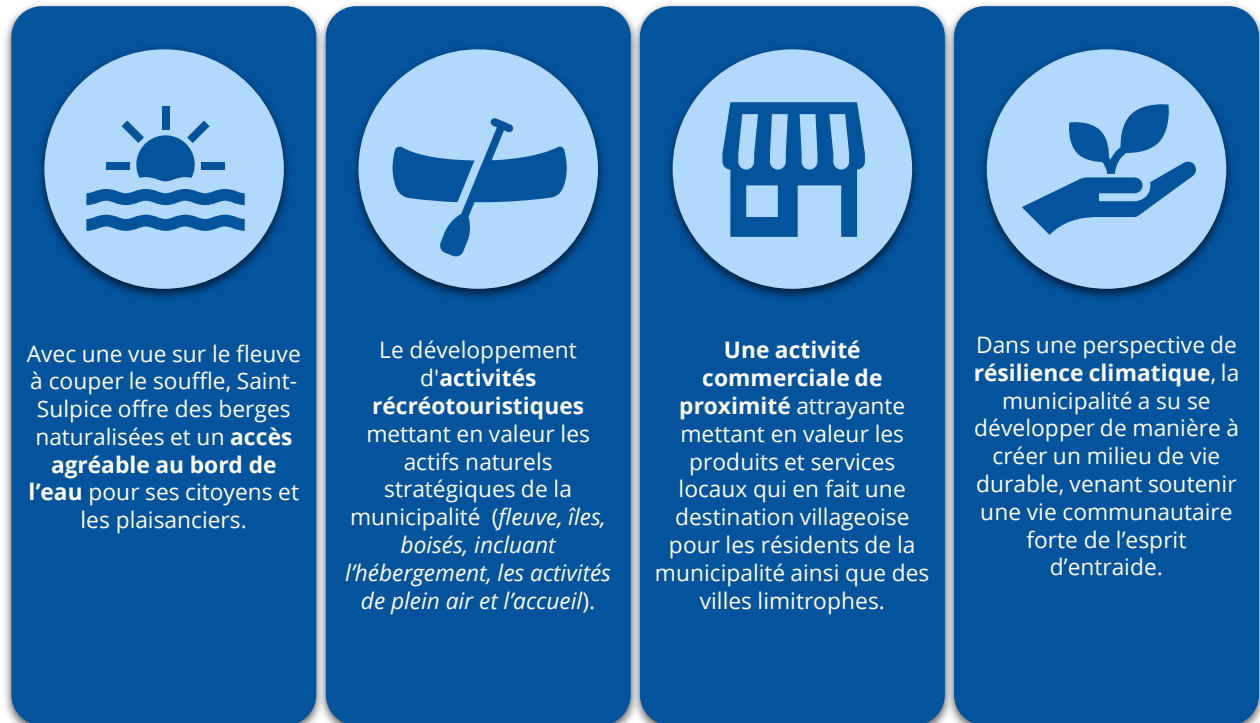 Avec une vue sur le fleuve
à couper le souffle, Saint-
Sulpice offre des berges
naturalisées et un accès
agréable au bord de
l’eau pour ses citoyens et
les plaisanciers.
Le développement
d'activités
récréotouristiques
mettant en valeur les
actifs naturels
stratégiques de la
municipalité (fleuve, îles,
boisés, incluant
l’hébergement, les activités
de plein air et l’accueil).
Une activité
commerciale de
proximité attrayante
mettant en valeur les
produits et services
locaux qui en fait une
destination villageoise
pour les résidents de la
municipalité ainsi que des
villes limitrophes.
Dans une perspective de
résilience climatique, la
municipalité a su se
développer de manière à
créer un milieu de vie
durable, venant soutenir
une vie communautaire
forte de l’esprit
d’entraide.